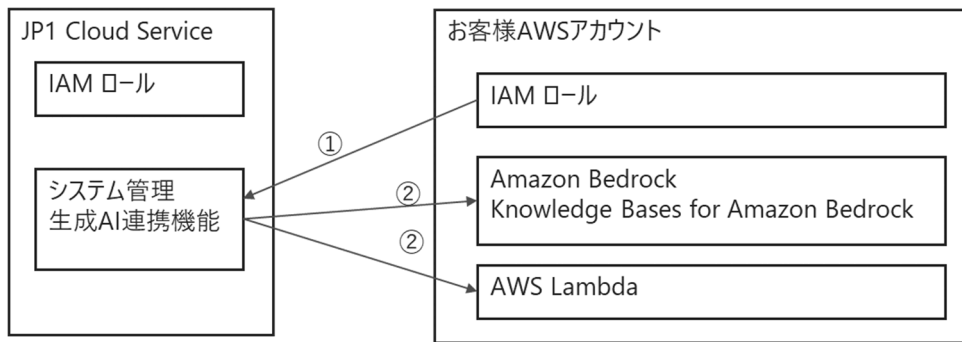 JP1 Cloud Service
IAM ロール
システム管理
生成AI連携機能
①
②
②
お客様AWSアカウント
IAM ロール
Amazon Bedrock
Knowledge Bases for Amazon Bedrock
AWS Lambda